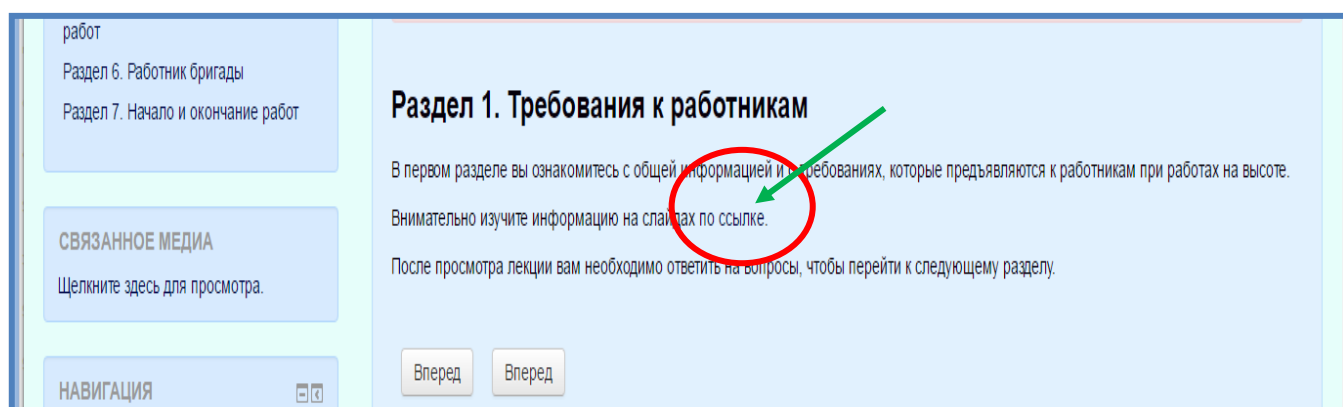 работ
Раздел 6. Работник бригады
Раздел 7. Начало и окончание работ
СВЯЗАННОЕ МЕДИА
Щелкните здесь для просмотра.
НАВИГАЦИЯ
Раздел 1. Требования к работникам
В первом разделе вы ознакомитесь с общей информацией и о требованиях, которые предъявляются к работникам при работах на высоте.
Внимательно изучите информацию на слайдах по ссылке.
После просмотра лекции вам необходимо ответить на вопросы, чтобы перейти к следующему разделу.
Вперед Вперед